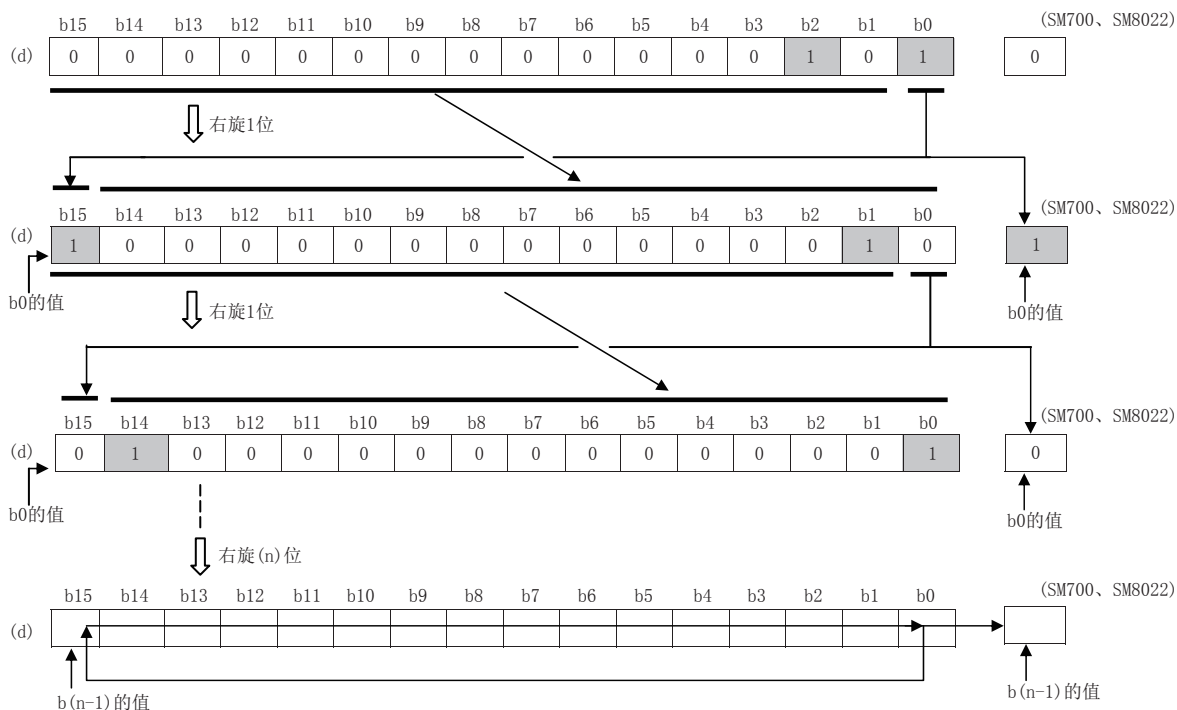 b15 b14 b13 b12 b11 b10 b9 b8 b7 b6 b5 b4 b3 b2 b1 b0 (SM700、SM8022)
(d) 0 0 0 0 0 0 0 0 0 0 0 0 0 1 0 1 0
右旋1位
b15 b14 b13 b12 b11 b10 b9 b8 b7 b6 b5 b4 b3 b2 b1 b0 (SM700、SM8022)
(d) 1 0 0 0 0 0 0 0 0 0 0 0 0 0 1 0 1
b0的值 右旋1位 b0的值
b15 b14 b13 b12 b11 b10 b9 b8 b7 b6 b5 b4 b3 b2 b1 b0 (SM700、SM8022)
(d) 0 1 0 0 0 0 0 0 0 0 0 0 0 0 0 1 0
b0的值 b0的值
右旋(n)位
b15 b14 b13 b12 b11 b10 b9 b8 b7 b6 b5 b4 b3 b2 b1 b0 (SM700、SM8022)
(d)
b(n-1)的值 b(n-1)的值